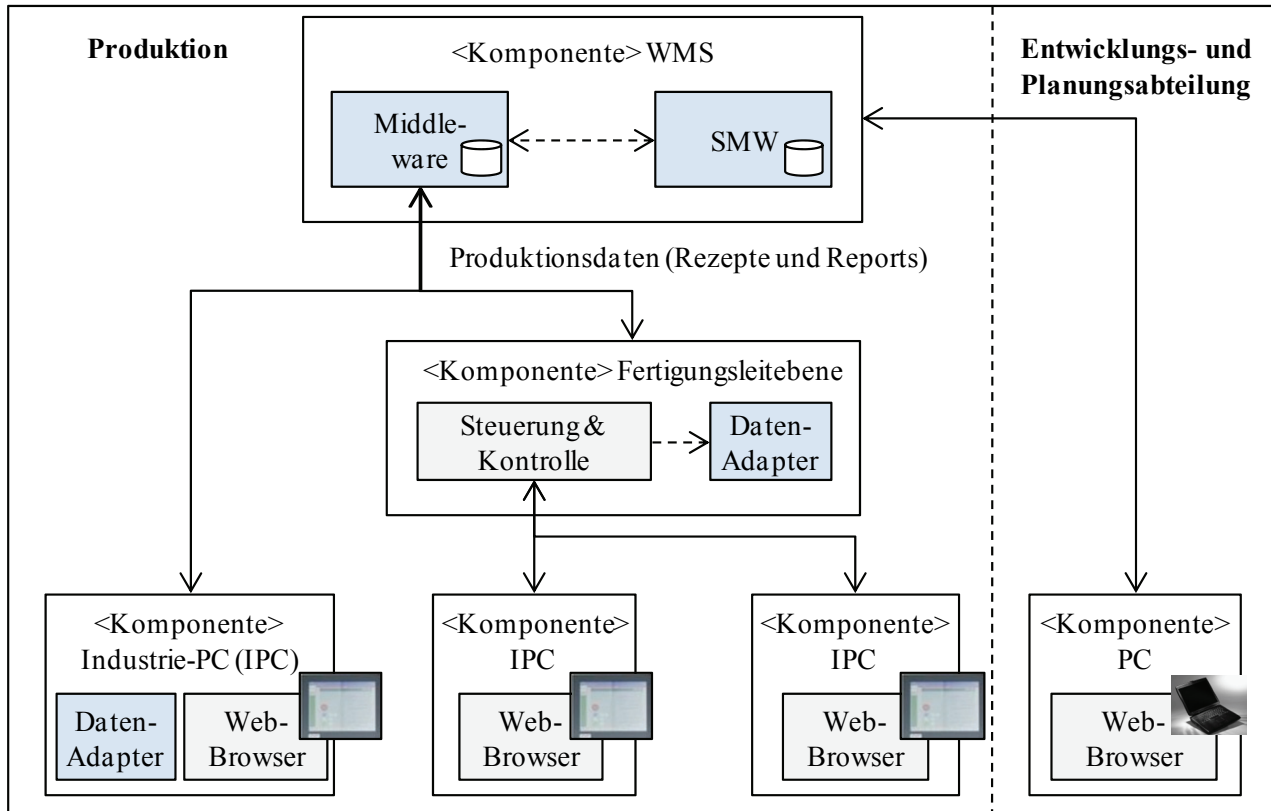 Produktion
<Komponente> WMS
Entwicklungs- und
Planungsabteilung
Middle-
ware
SMW
Produktionsdaten (Rezepte und Reports)
<Komponente> Fertigungsleitebene
Steuerung &
Kontrolle
Daten-
Adapter
<Komponente>
Industrie-PC (IPC)
Daten-
Adapter
Web-
Browser
<Komponente>
IPC
Web-
Browser
<Komponente>
IPC
Web-
Browser
<Komponente>
PC
Web-
Browser